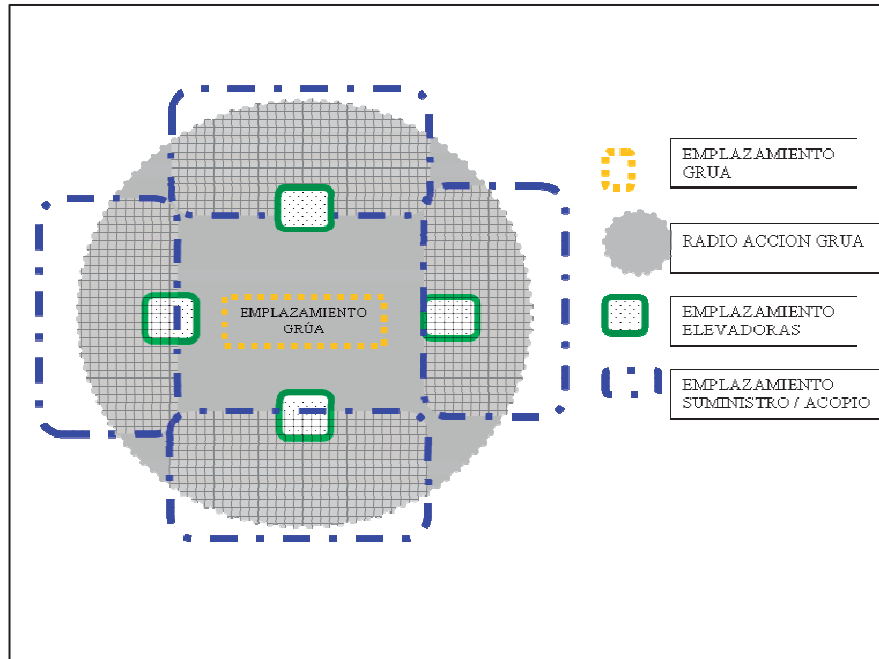 EMPLAZAMIENTO
GRÚA
EMPLAZAMIENTO
GRUA
RADIO ACCION GRUA
EMPLAZAMIENTO
ELEVADORAS
EMPLAZAMIENTO
SUMINISTRO / ACOPIO